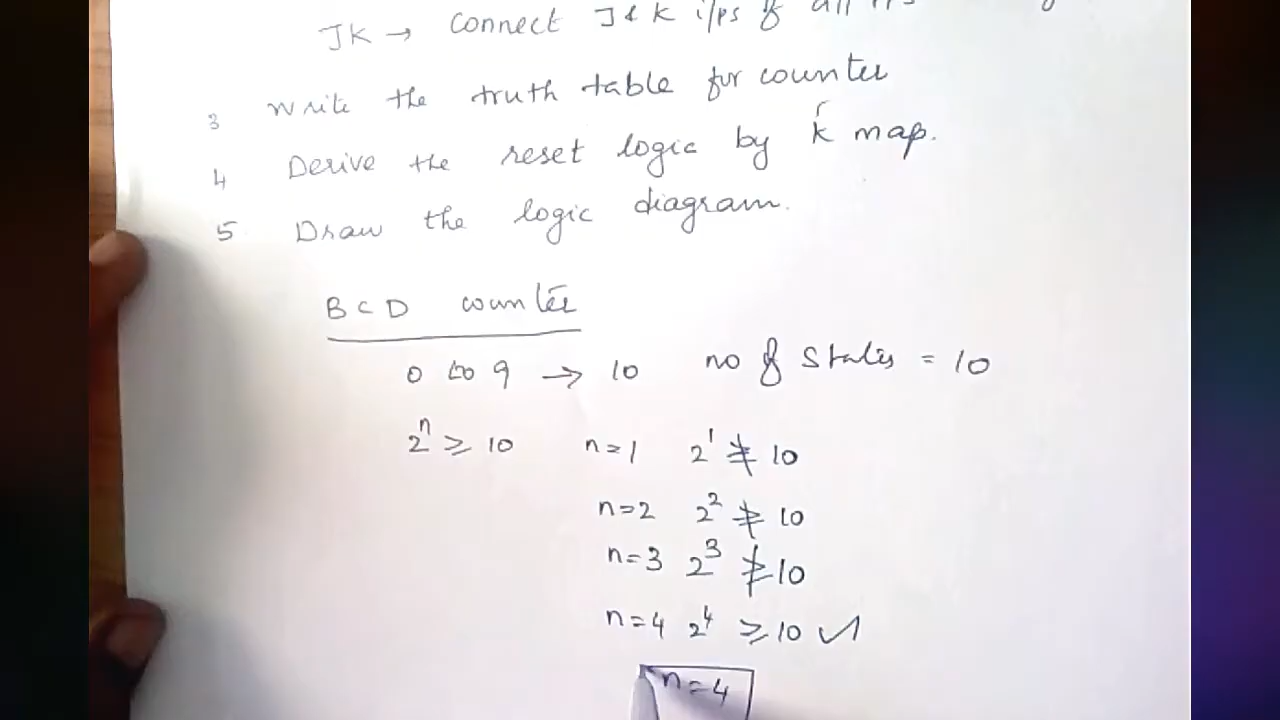 JK → Connect J & K i/ps of all
3 Write the truth table for counter
4 Derive the reset logic by K map.
5 Draw the logic diagram.
BCD counter
0 to 9 → 10 no of states = 10
2ⁿ ≥ 10 n=1 2¹ ≱ 10
n=2 2² ≱ 10
n=3 2³ ≱ 10
n=4 2⁴ ≥ 10 ✓
n=4